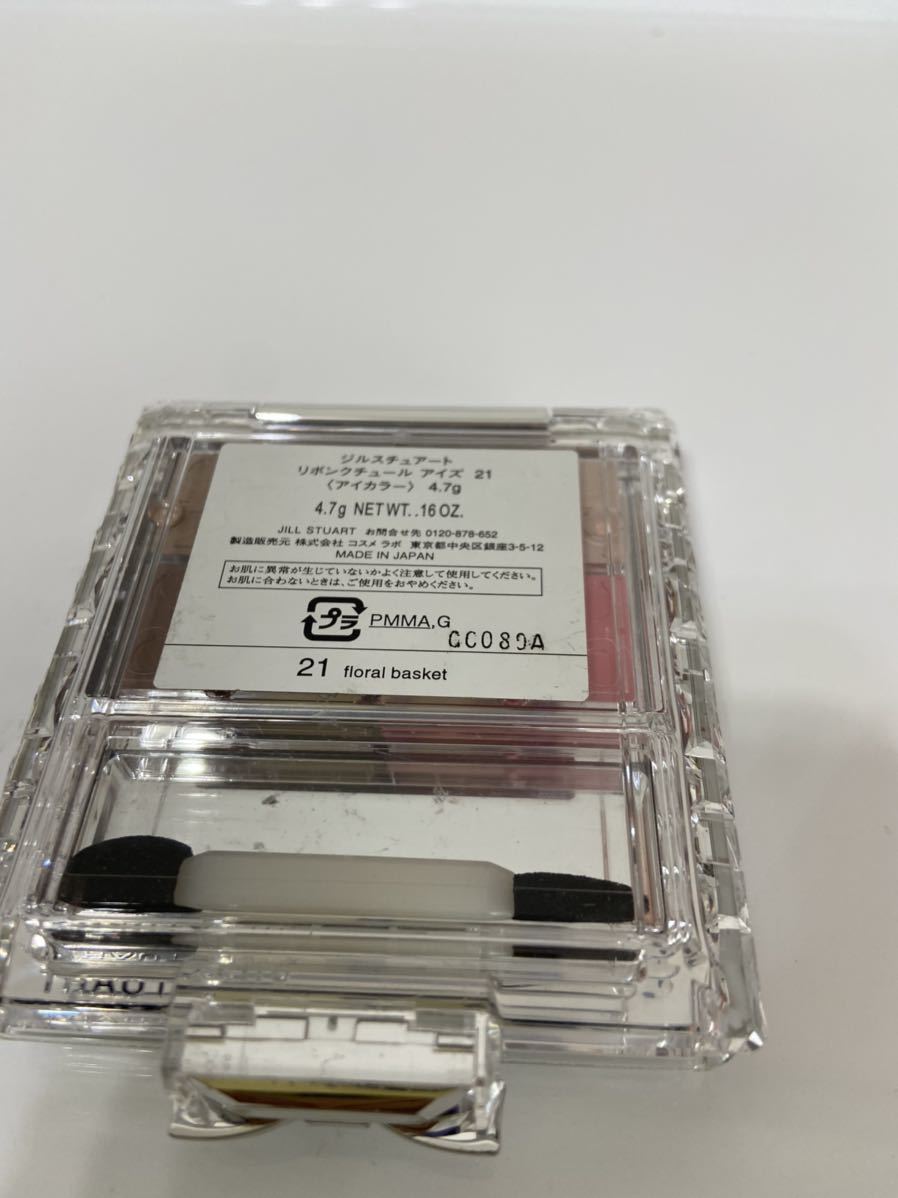 ジルスチュアート
リボンクチュール アイズ 21
〈アイカラー〉 4.7g
4.7g NET WT. .16 OZ.
JILL STUART お問合せ先 0120-878-652
製造販売元 株式会社 コスメ ラボ 東京都中央区銀座3-5-12
MADE IN JAPAN
お肌に異常が生じていないかよく注意して使用してください。
お肌に合わないときは、ご使用をおやめください。
プラ PMMA,G
GC080A
21 floral basket